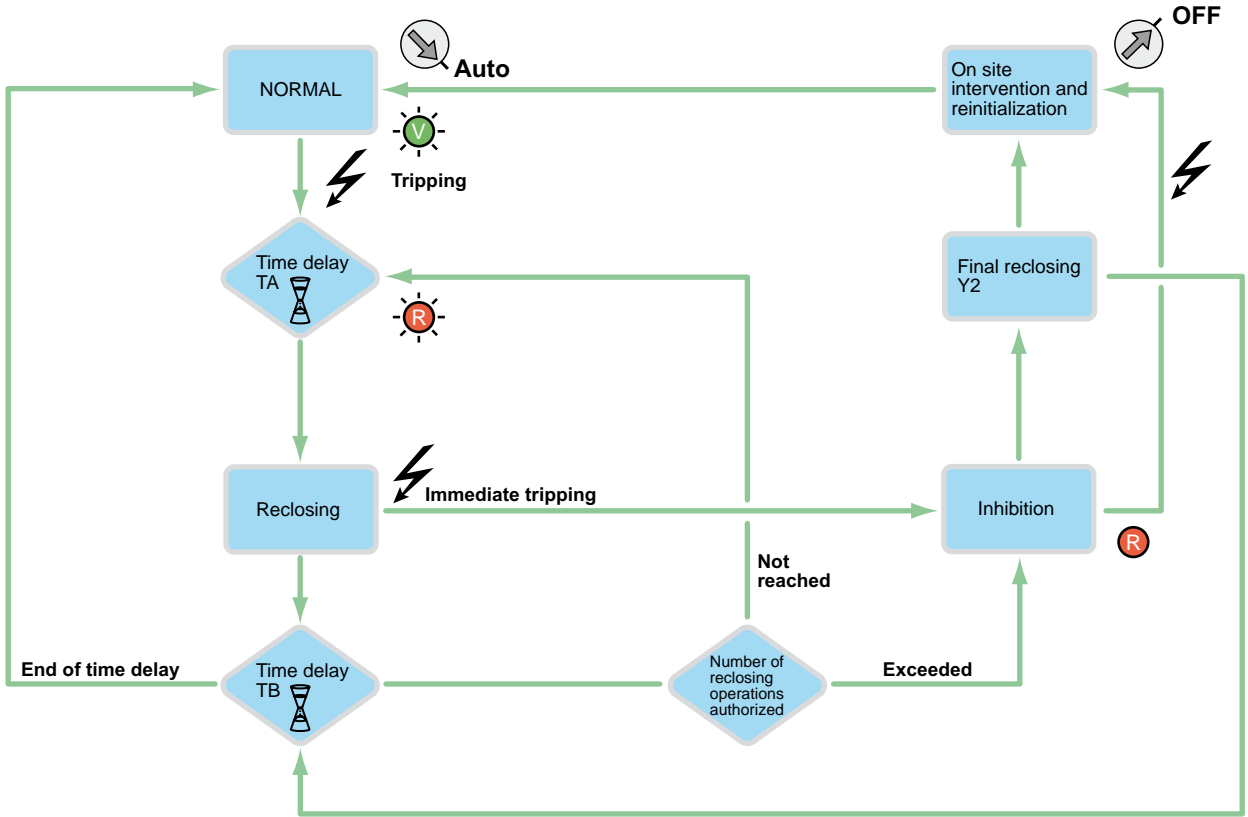 OFF
Auto
NORMAL
On site
intervention and
reinitialization
V
Tripping
Time delay
TA
Final reclosing
Y2
R
Immediate tripping
Reclosing
Inhibition
R
Not
reached
End of time delay
Time delay
TB
Number of
reclosing
operations
authorized
Exceeded